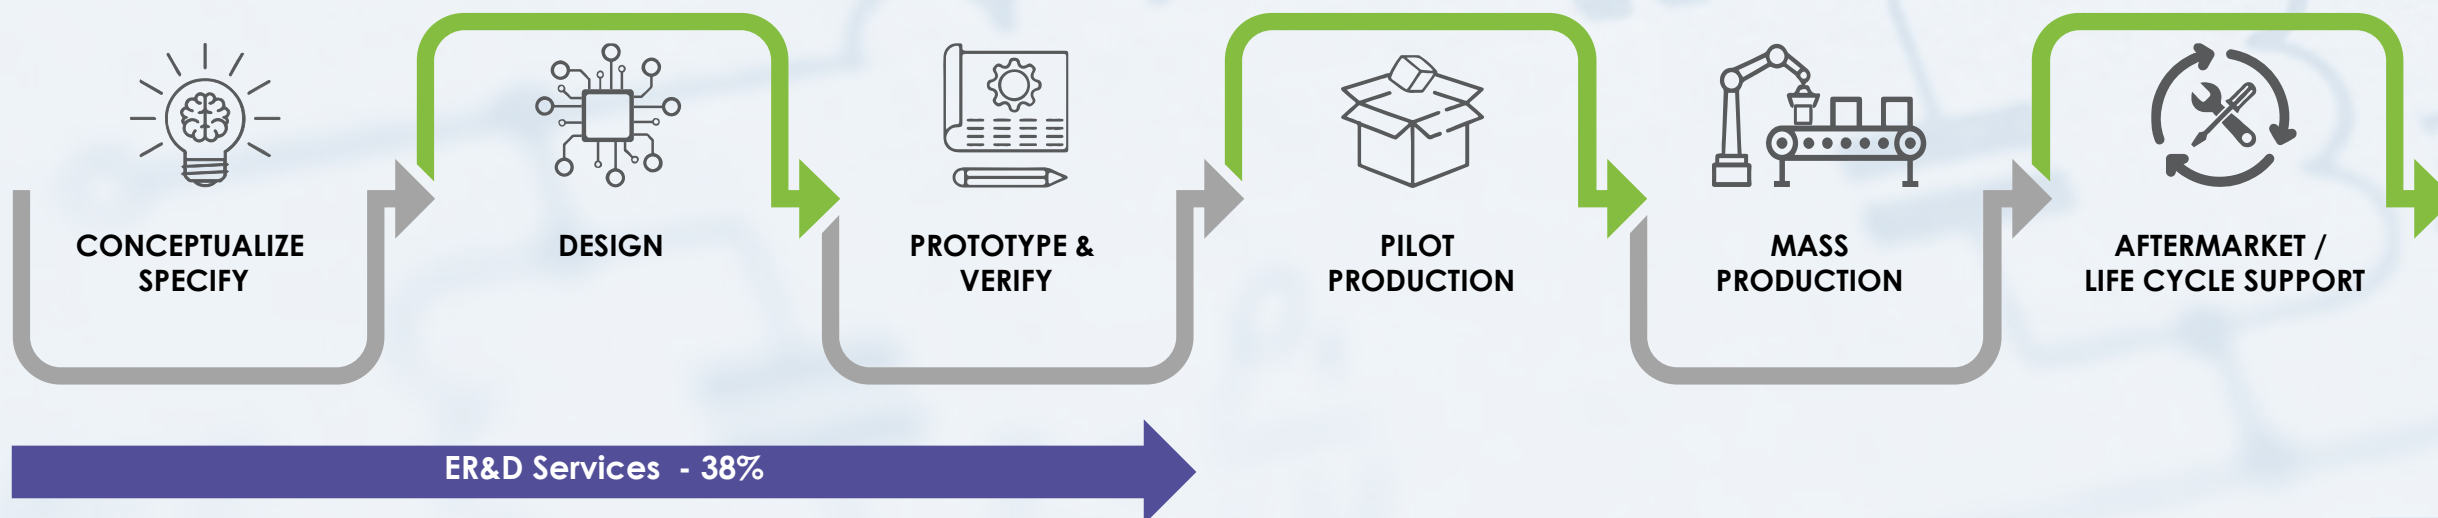 CONCEPTUALIZE
SPECIFY
DESIGN
PROTOTYPE &
VERIFY
PILOT
PRODUCTION
MASS
PRODUCTION
AFTERMARKET /
LIFE CYCLE SUPPORT
ER&D Services - 38%